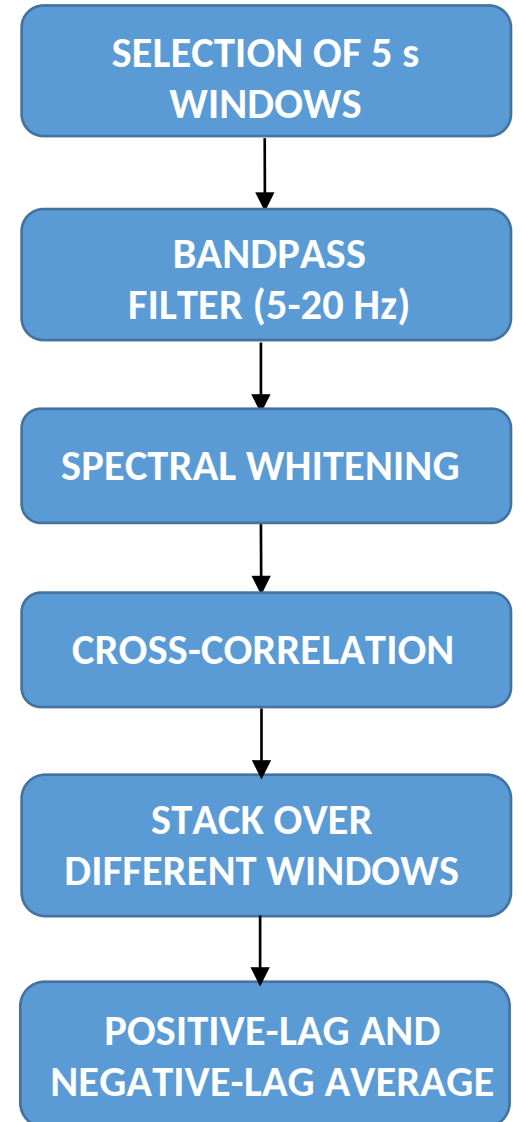 SELECTION OF 5 s
WINDOWS
BANDPASS
FILTER (5-20 Hz)
SPECTRAL WHITENING
CROSS-CORRELATION
STACK OVER
DIFFERENT WINDOWS
POSITIVE-LAG AND
NEGATIVE-LAG AVERAGE